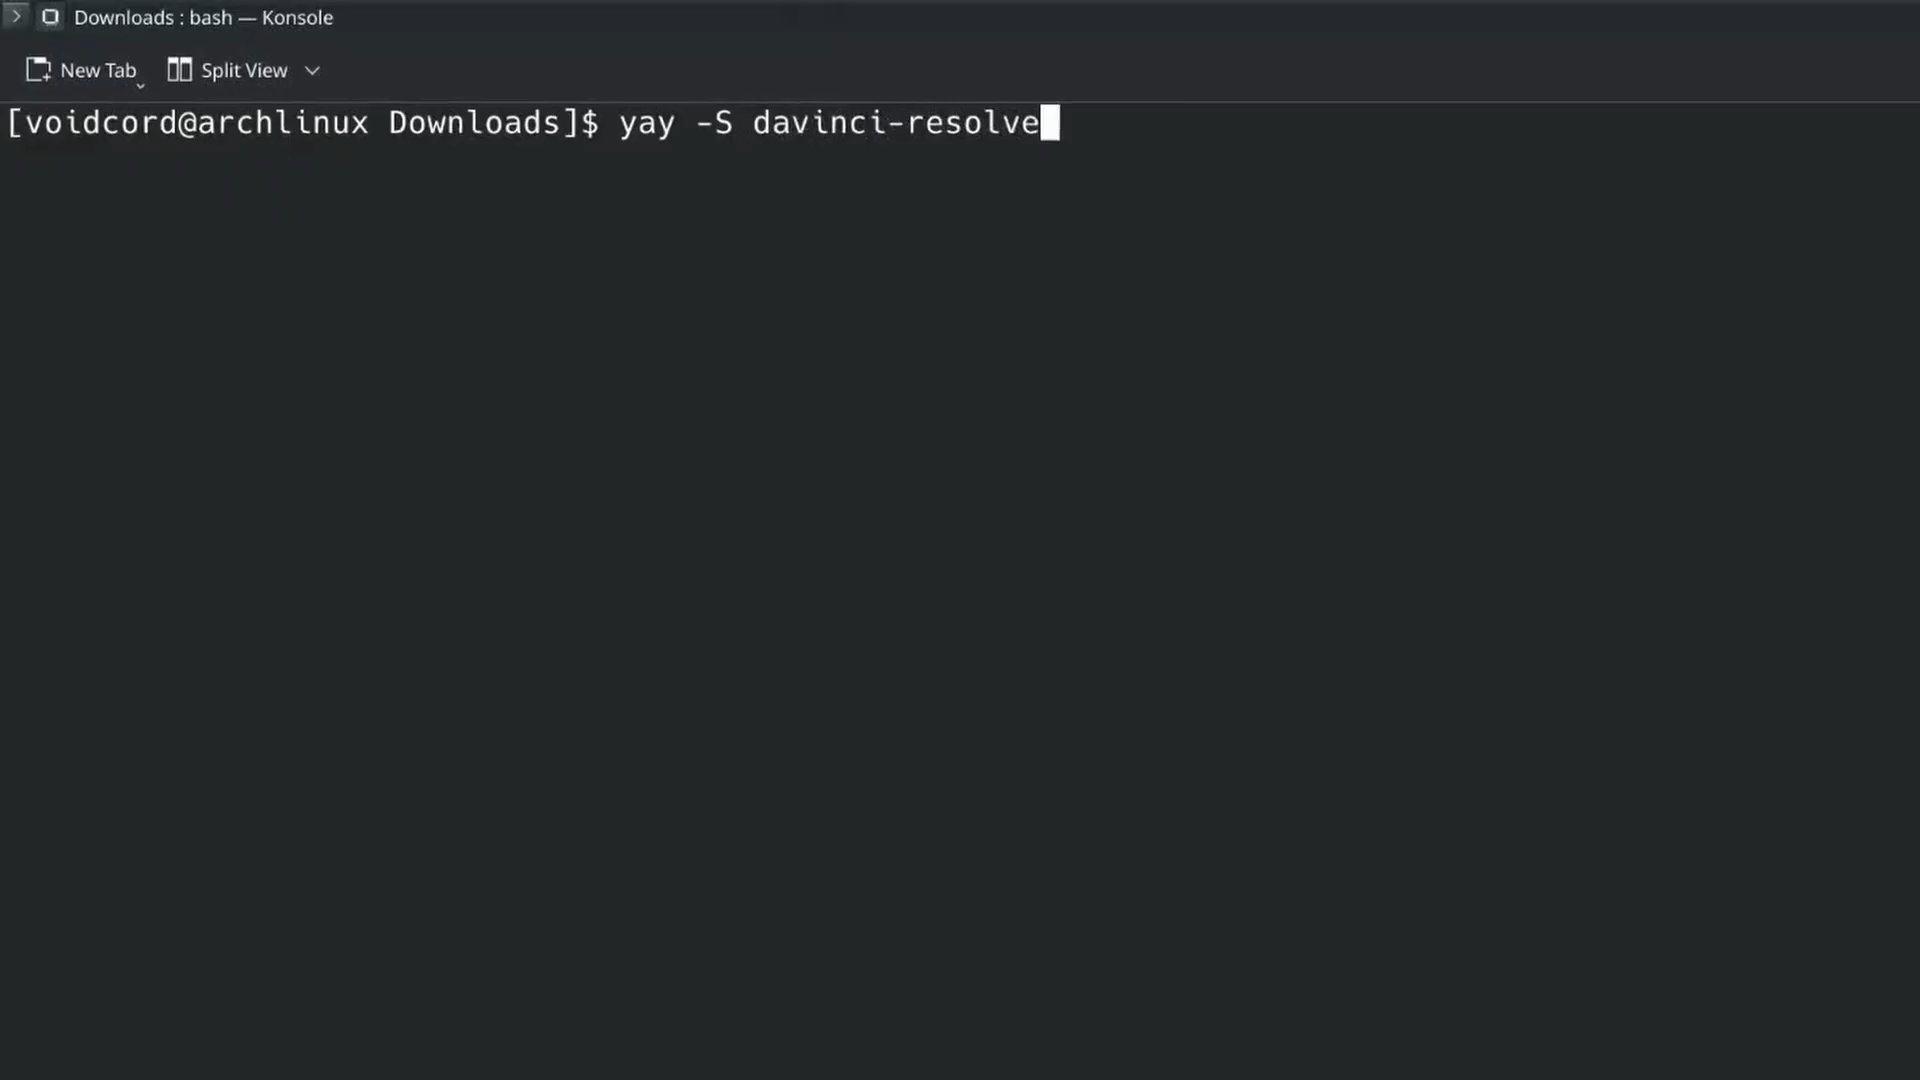 Downloads : bash — Konsole
New Tab Split View
[voidcord@archlinux Downloads]$ yay -S davinci-resolve